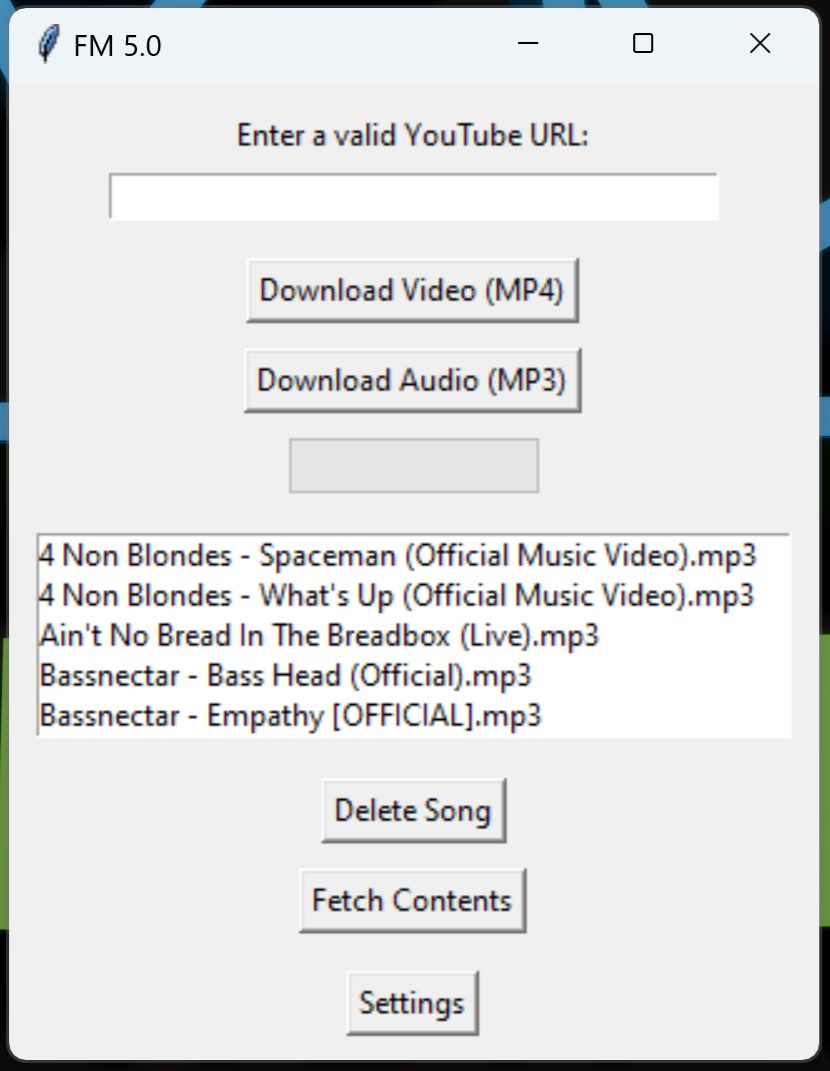 FM 5.0
Enter a valid YouTube URL:
Download Video (MP4)
Download Audio (MP3)
4 Non Blondes - Spaceman (Official Music Video).mp3
4 Non Blondes - What's Up (Official Music Video).mp3
Ain't No Bread In The Breadbox (Live).mp3
Bassnectar - Bass Head (Official).mp3
Bassnectar - Empathy [OFFICIAL].mp3
Delete Song
Fetch Contents
Settings